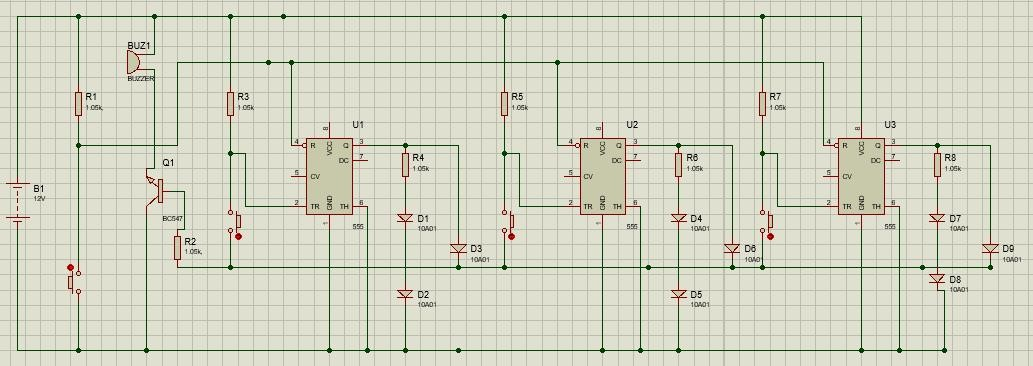 BUZ1
BUZZER
R1
1.05k
R3
1.05k
R5
1.05k
R7
1.05k
U1
8
VCC
4
R
Q
3
DC
7
5
CV
2
TR
GND
TH
6
1
555
U2
8
VCC
4
R
Q
3
DC
7
5
CV
2
TR
GND
TH
6
1
555
U3
8
VCC
4
R
Q
3
DC
7
5
CV
2
TR
GND
TH
6
1
555
Q1
BC547
R4
1.05k
R6
1.05k
R8
1.05k
B1
12V
R2
1.05k
D1
10A01
D3
10A01
D2
10A01
D4
10A01
D6
10A01
D5
10A01
D7
10A01
D9
10A01
D8
10A01